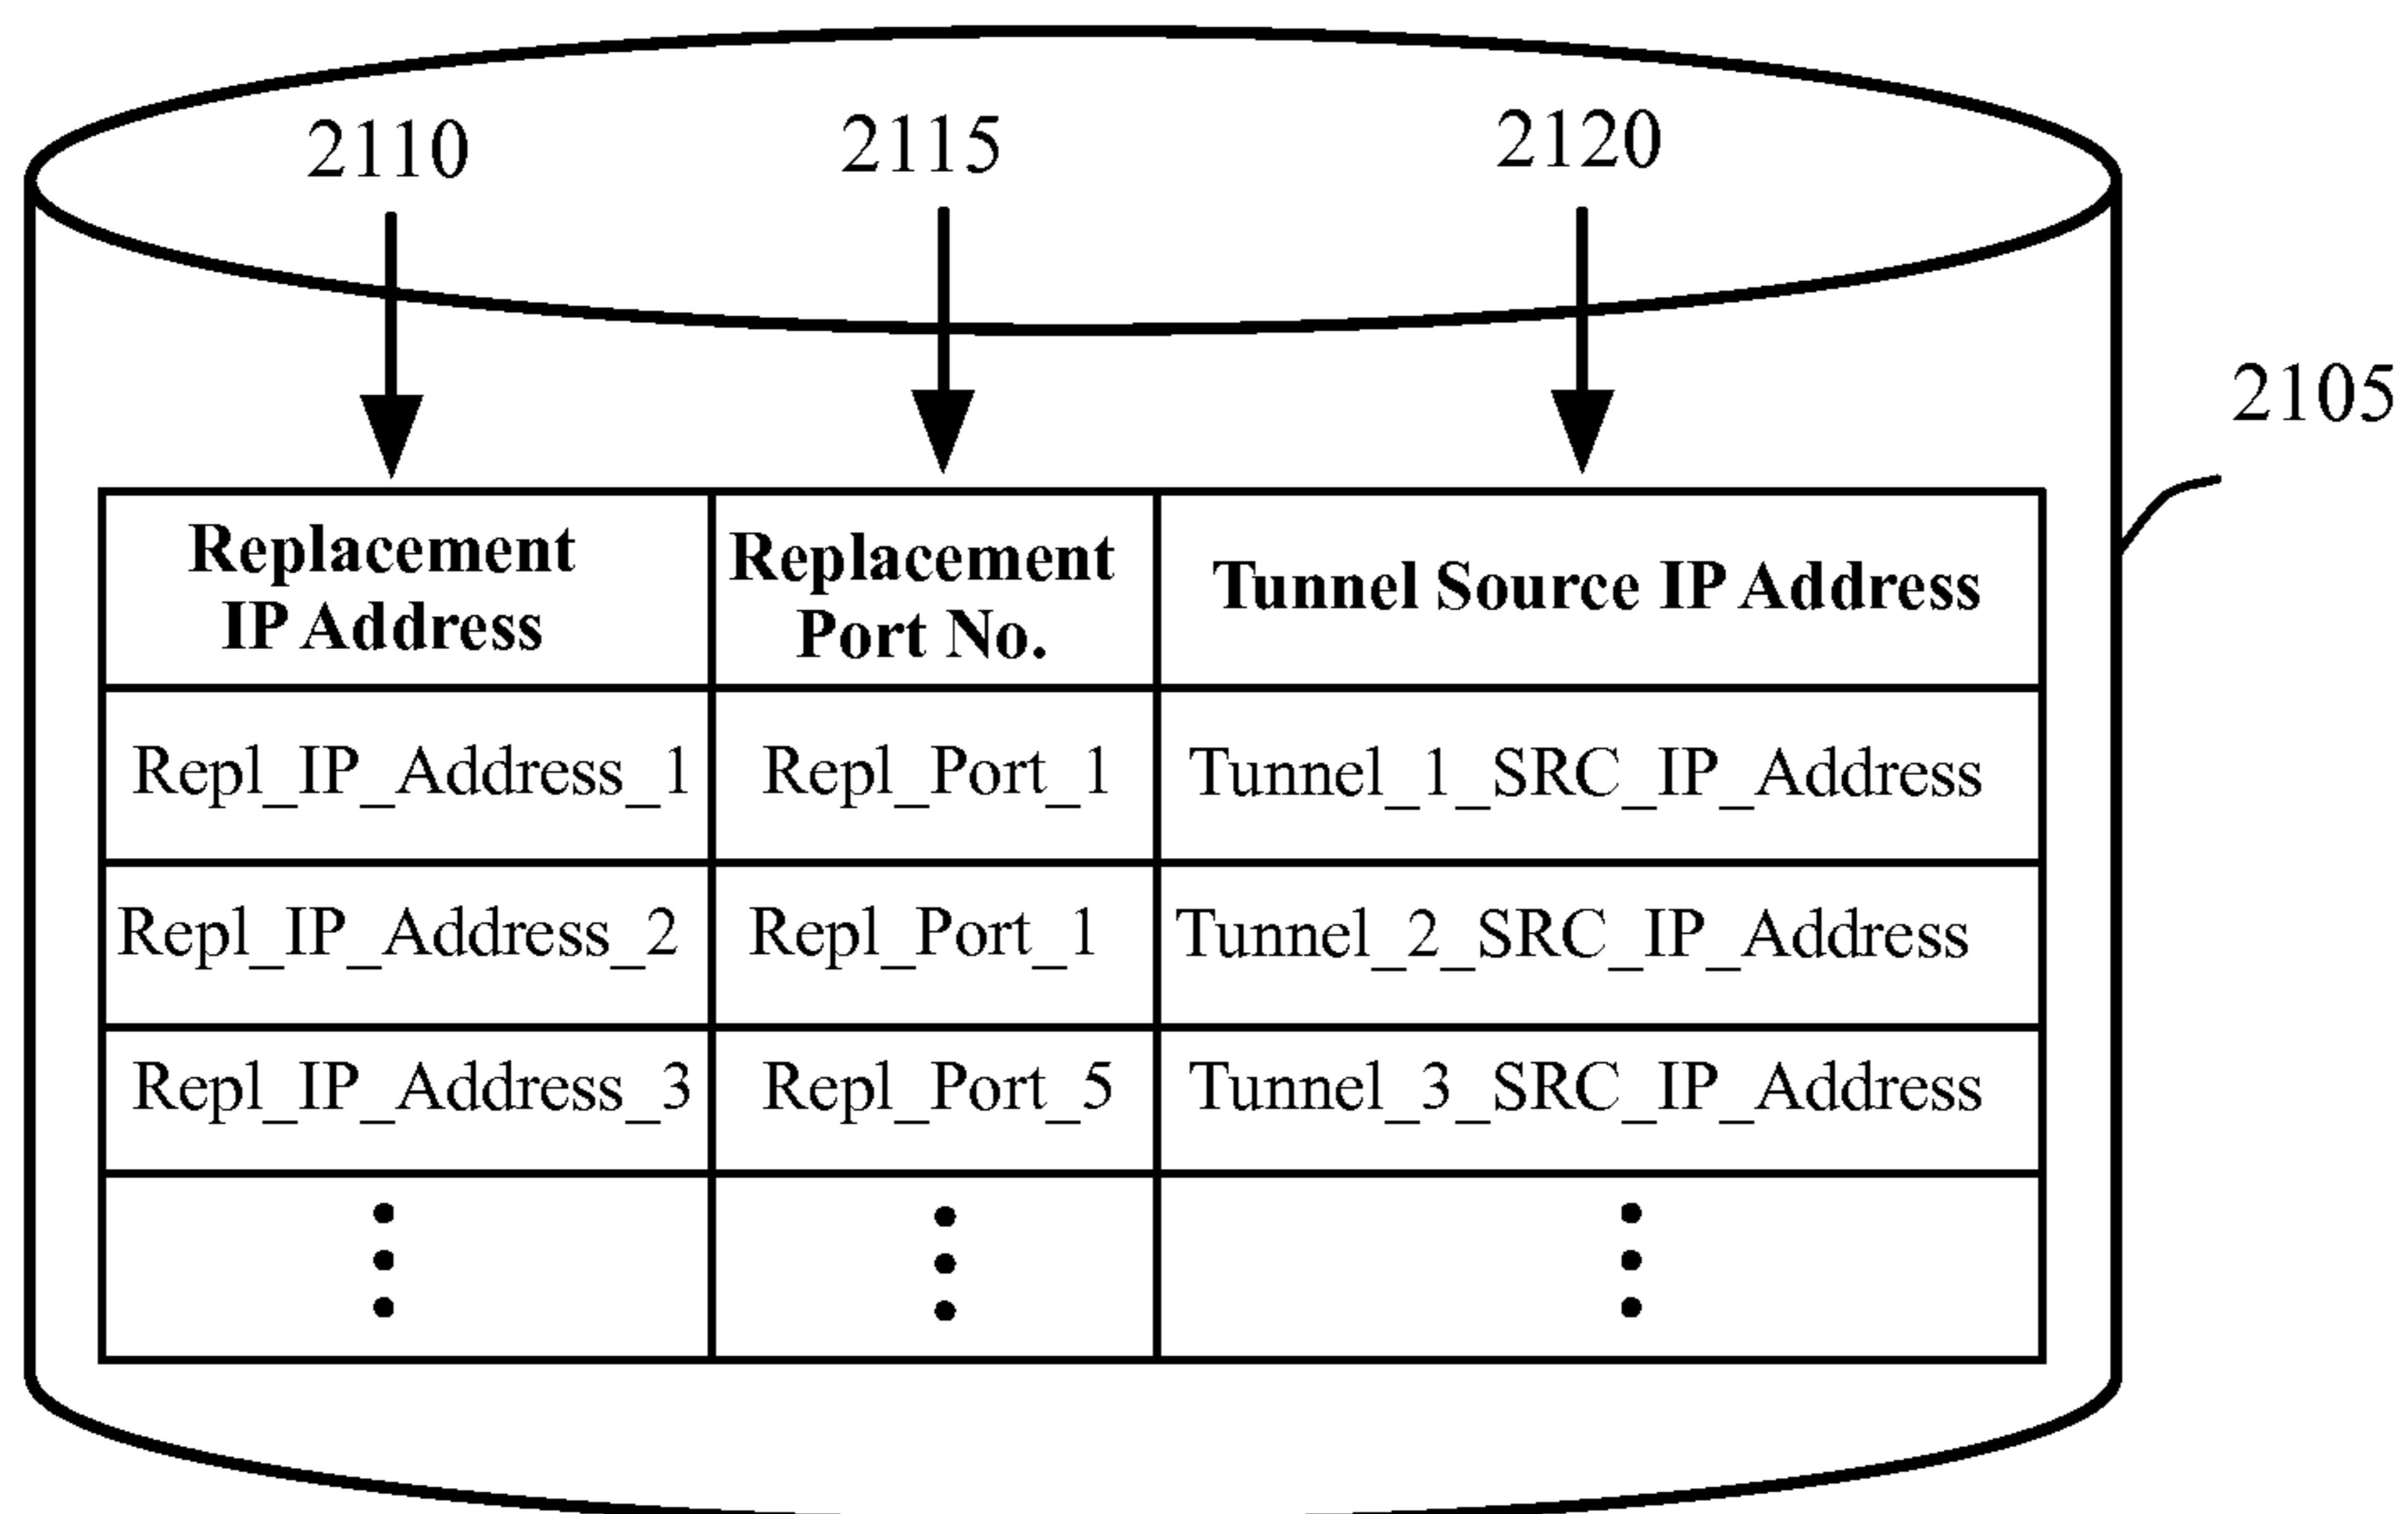 2110 2115 2120
2105
Replacement
IP Address
Replacement
Port No.
Tunnel Source IP Address
Repl_IP_Address_1 Repl_Port_1 Tunnel_1_SRC_IP_Address
Repl_IP_Address_2 Repl_Port_1 Tunnel_2_SRC_IP_Address
Repl_IP_Address_3 Repl_Port_5 Tunnel_3_SRC_IP_Address